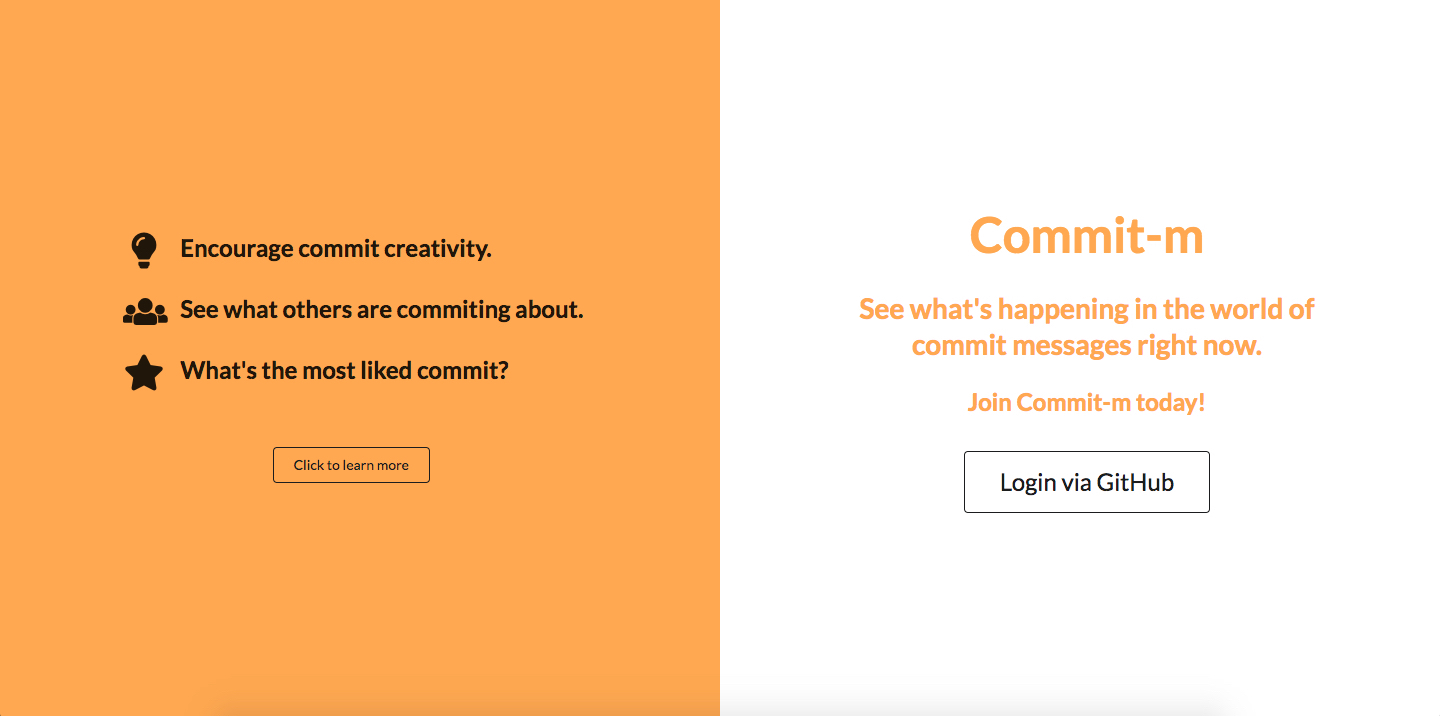 Encourage commit creativity.
See what others are commiting about.
What's the most liked commit?
Click to learn more
Commit-m
See what's happening in the world of
commit messages right now.
Join Commit-m today!
Login via GitHub